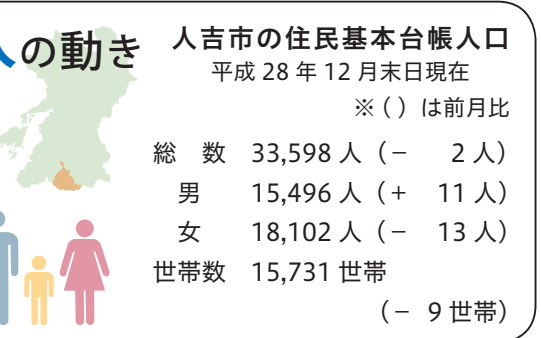 人の動き
人吉市の住民基本台帳人口
平成 28 年 12 月末日現在
※ ( ) は前月比
総 数 33,598 人（− 2 人）
男 15,496 人（+ 11 人）
女 18,102 人（− 13 人）
世帯数 15,731 世帯
（− 9 世帯）